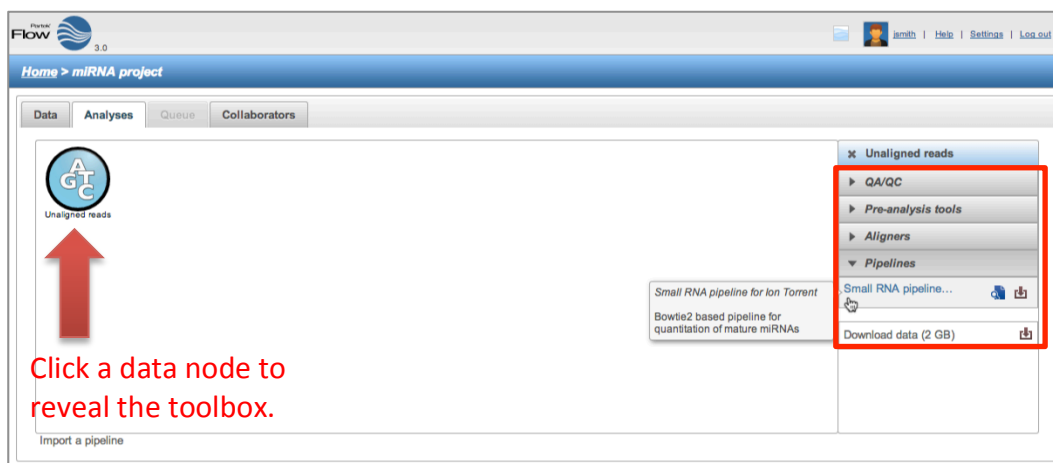 Partek
Flow
3.0
jsmith | Help | Settings | Log out
Home > miRNA project
Data Analyses Queue Collaborators
A
G T
C
Unaligned reads
Unaligned reads
QA/QC
Pre-analysis tools
Aligners
Pipelines
Small RNA pipeline...
Small RNA pipeline for Ion Torrent
Bowtie2 based pipeline for
quantitation of mature miRNAs
Download data (2 GB)
Click a data node to
reveal the toolbox.
Import a pipeline